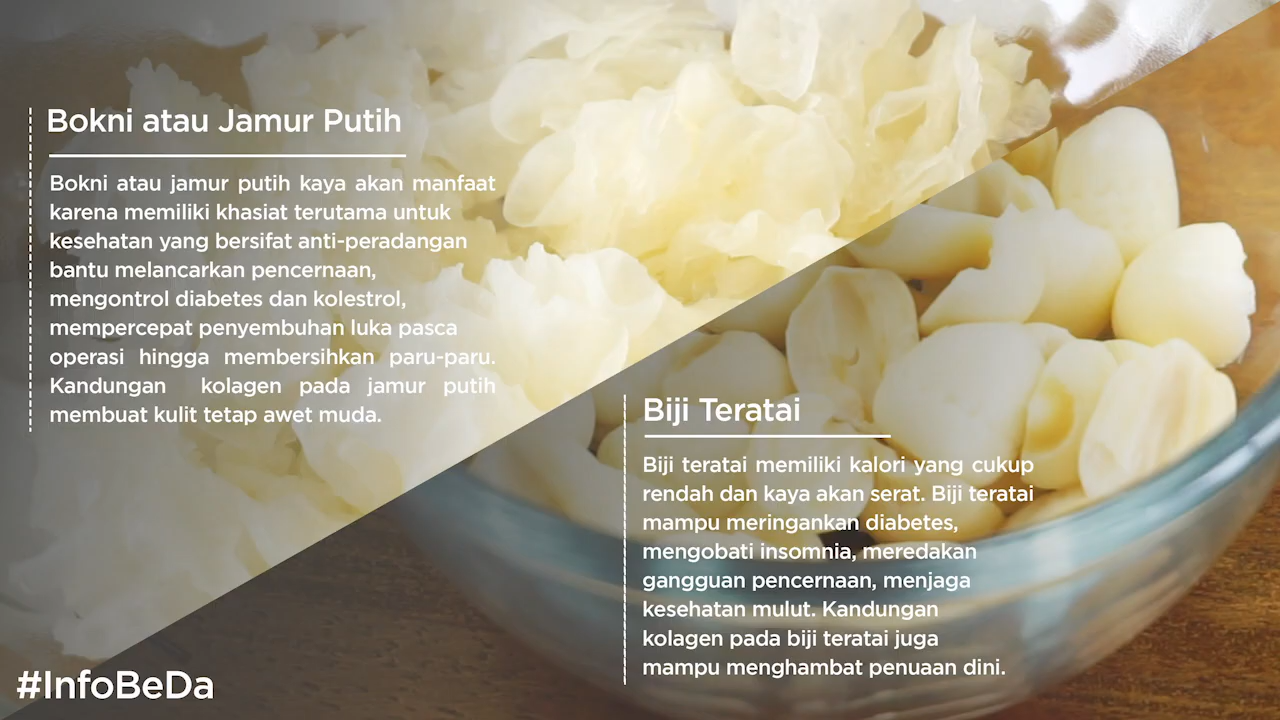 Bokni atau Jamur Putih
Bokni atau jamur putih kaya akan manfaat
karena memiliki khasiat terutama untuk
kesehatan yang bersifat anti-peradangan
bantu melancarkan pencernaan,
mengontrol diabetes dan kolestrol,
mempercepat penyembuhan luka pasca
operasi hingga membersihkan paru-paru.
Kandungan kolagen pada jamur putih
membuat kulit tetap awet muda.
Biji Teratai
Biji teratai memiliki kalori yang cukup
rendah dan kaya akan serat. Biji teratai
mampu meringankan diabetes,
mengobati insomnia, meredakan
gangguan pencernaan, menjaga
kesehatan mulut. Kandungan
kolagen pada biji teratai juga
mampu menghambat penuaan dini.
#InfoBeDa